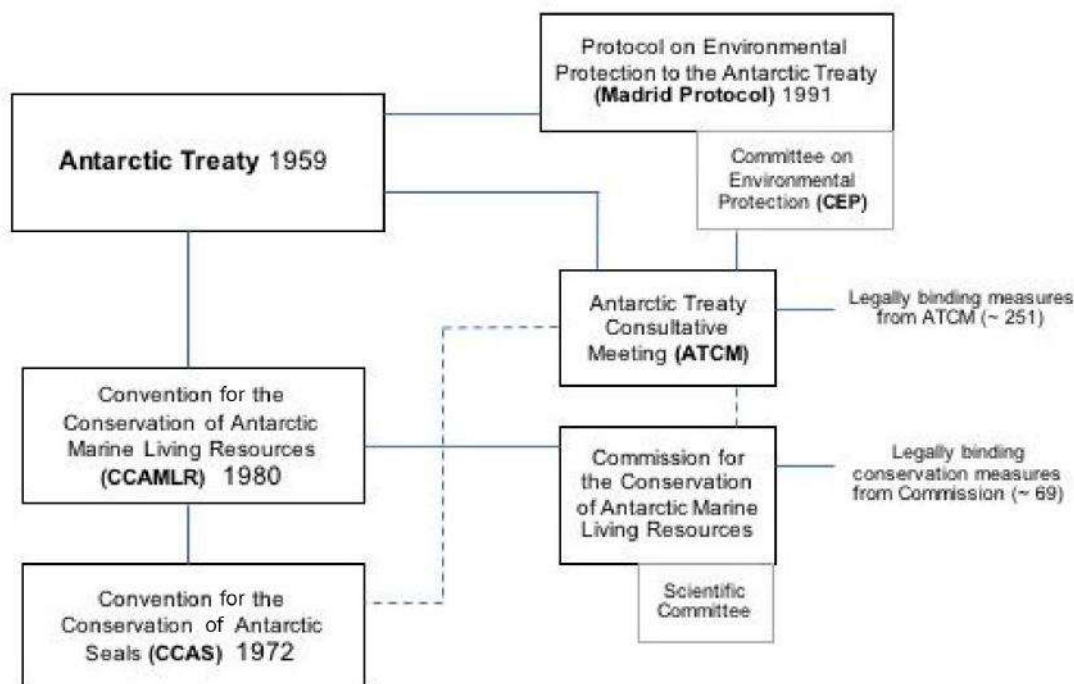 Protocol on Environmental
Protection to the Antarctic Treaty
(Madrid Protocol) 1991
Antarctic Treaty 1959
Committee on
Environmental
Protection (CEP)
Antarctic Treaty
Consultative
Meeting (ATCM)
Legally binding measures
from ATCM (~ 251)
Convention for the
Conservation of Antarctic
Marine Living Resources
(CCAMLR) 1980
Commission for
the Conservation
of Antarctic Marine
Living Resources
Legally binding
conservation measures
from Commission (~ 69)
Scientific
Committee
Convention for the
Conservation of Antarctic
Seals (CCAS) 1972